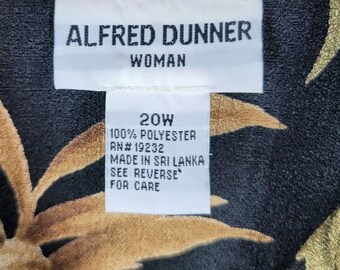 ALFRED DUNNER
WOMAN
20W
100% POLYESTER
RN# 19232
MADE IN SRI LANKA
SEE REVERSE
FOR CARE